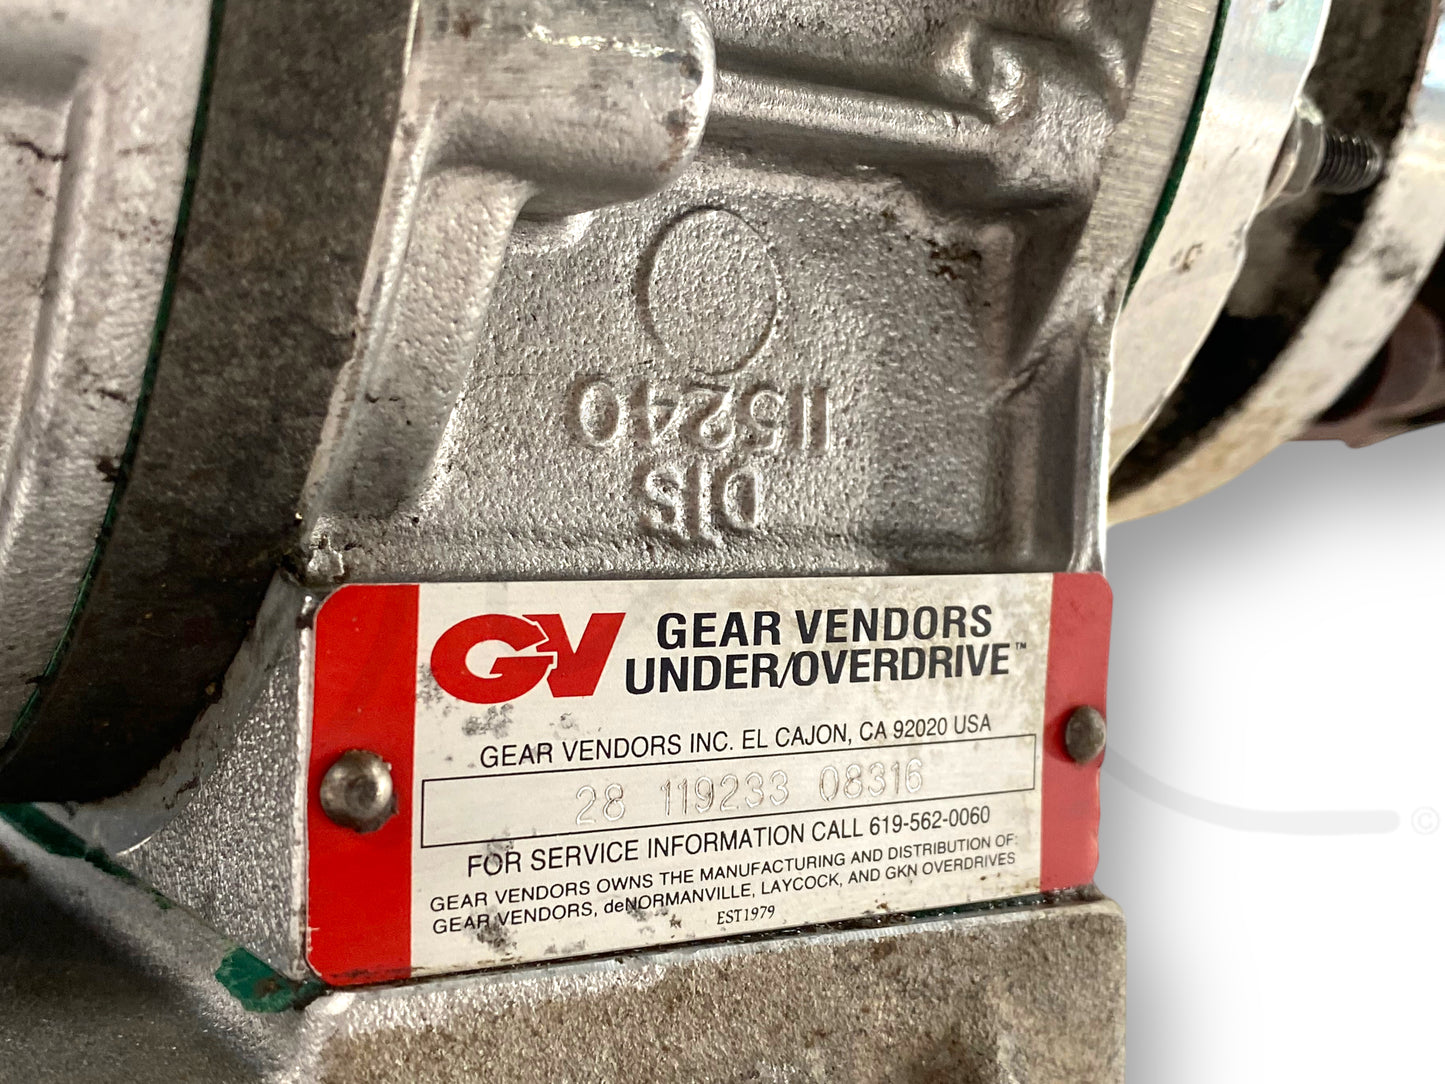 115240
DJS
GV
GEAR VENDORS
UNDER/OVERDRIVE™
GEAR VENDORS INC. EL CAJON, CA 92020 USA
28 119233 08316
FOR SERVICE INFORMATION CALL 619-562-0060
GEAR VENDORS OWNS THE MANUFACTURING AND DISTRIBUTION OF:
GEAR VENDORS, deNORMANVILLE, LAYCOCK, AND GKN OVERDRIVES
EST1979
©